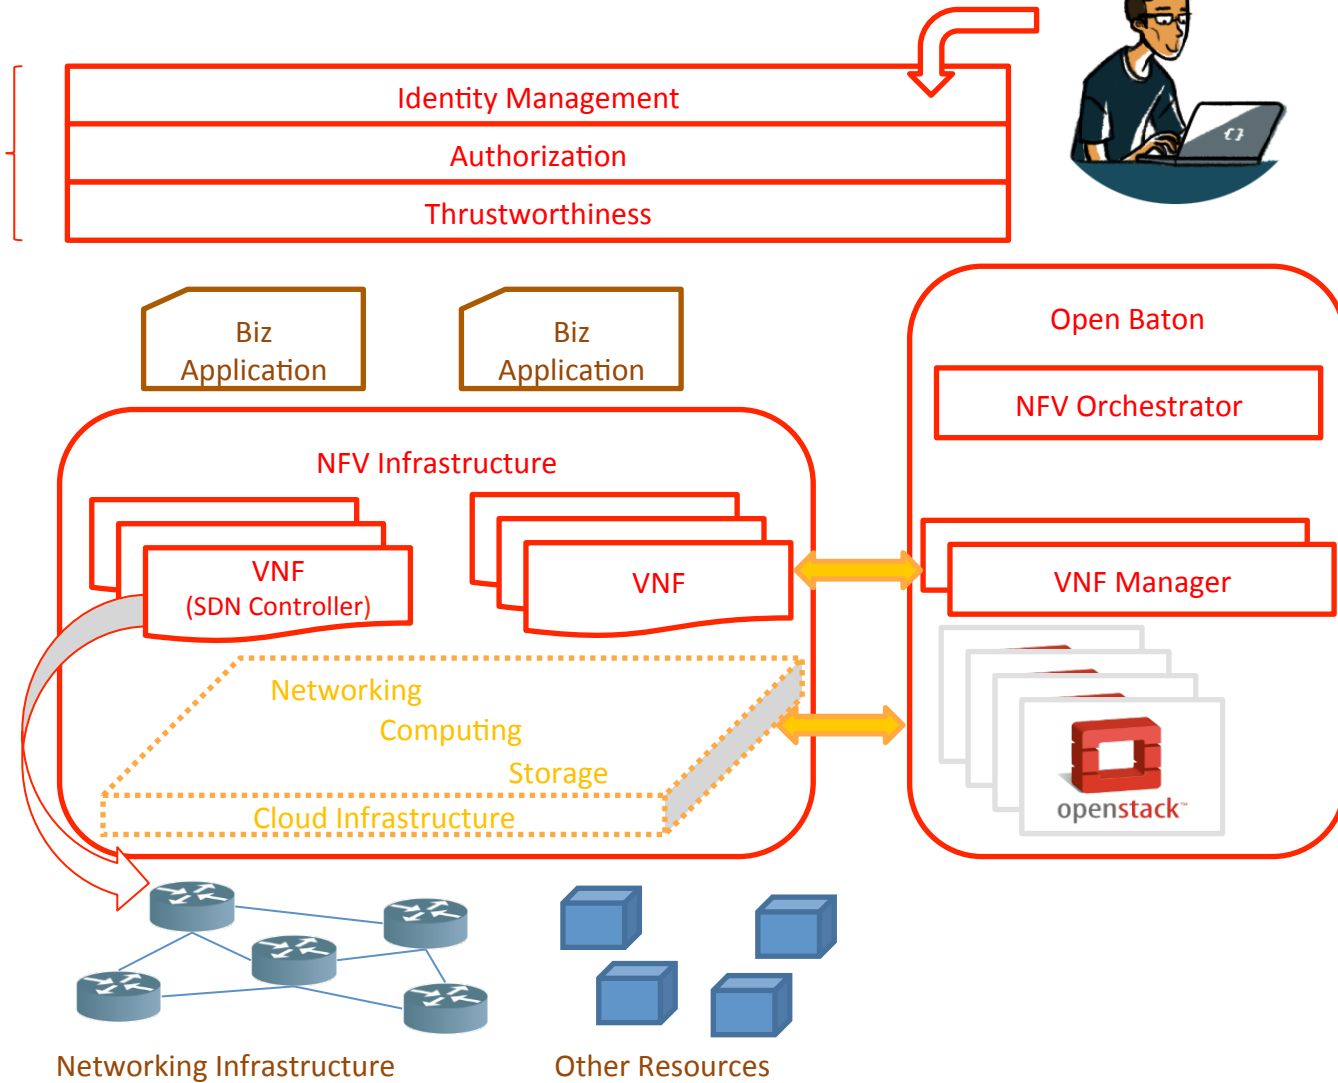 {}
Identity Management
Authorization
Thrustworthiness
Biz
Application
Biz
Application
Open Baton
NFV Orchestrator
NFV Infrastructure
VNF
(SDN Controller)
VNF
VNF Manager
Networking
Computing
Storage
Cloud Infrastructure
openstack™
Networking Infrastructure
Other Resources